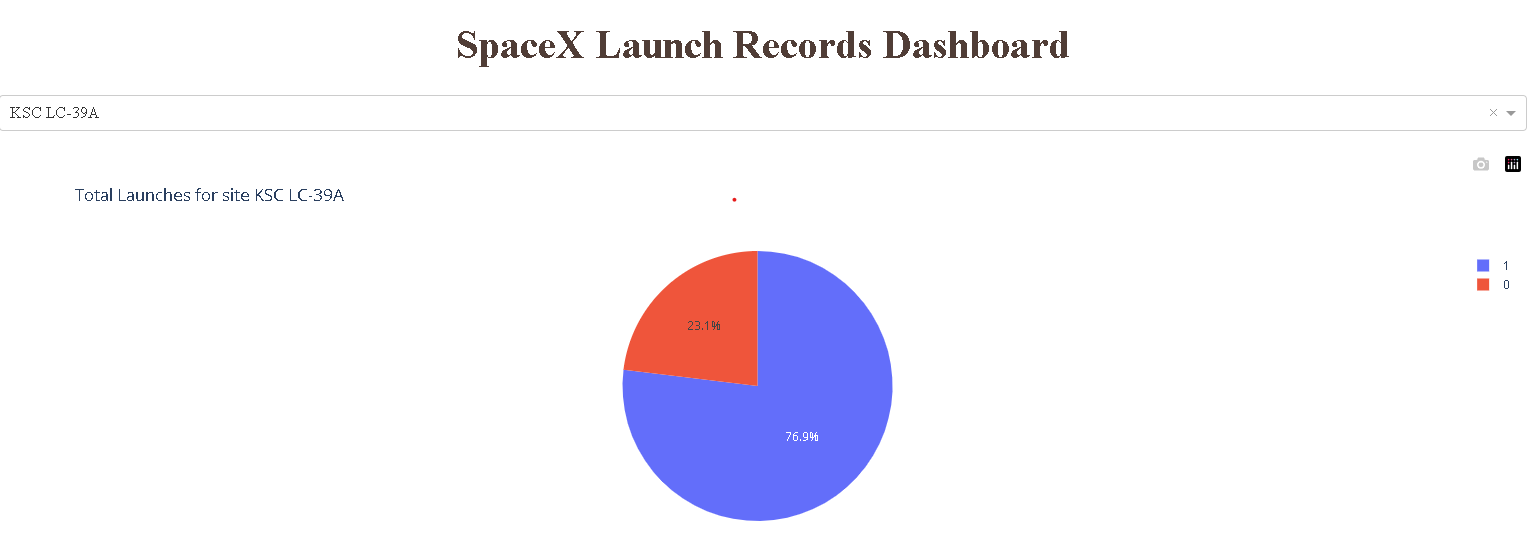 SpaceX Launch Records Dashboard
KSC LC-39A
Total Launches for site KSC LC-39A
1
0
23.1%
76.9%